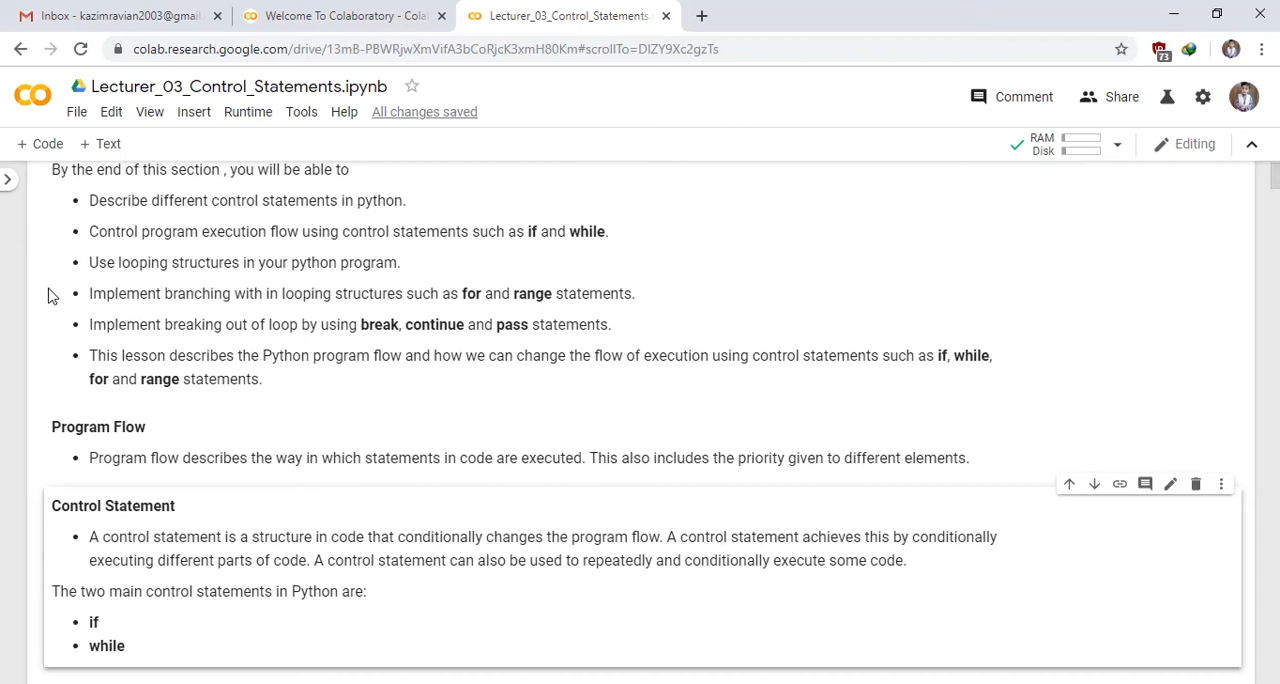 Inbox - kazimravian2003@gmail.
Welcome To Colaboratory - Colab
Lecturer_03_Control_Statements.
colab.research.google.com/drive/13mB-PBWRjwXmVifA3bCoRjcK3xmH80Km#scrollTo=DIZY9Xc2gzTs
73
Lecturer_03_Control_Statements.ipynb
Comment
Share
File Edit View Insert Runtime Tools Help All changes saved
+ Code + Text
RAM
Disk
Editing
By the end of this section , you will be able to
• Describe different control statements in python.
• Control program execution flow using control statements such as if and while.
• Use looping structures in your python program.
• Implement branching with in looping structures such as for and range statements.
• Implement breaking out of loop by using break, continue and pass statements.
• This lesson describes the Python program flow and how we can change the flow of execution using control statements such as if, while,
for and range statements.
Program Flow
• Program flow describes the way in which statements in code are executed. This also includes the priority given to different elements.
Control Statement
• A control statement is a structure in code that conditionally changes the program flow. A control statement achieves this by conditionally
executing different parts of code. A control statement can also be used to repeatedly and conditionally execute some code.
The two main control statements in Python are:
• if
• while